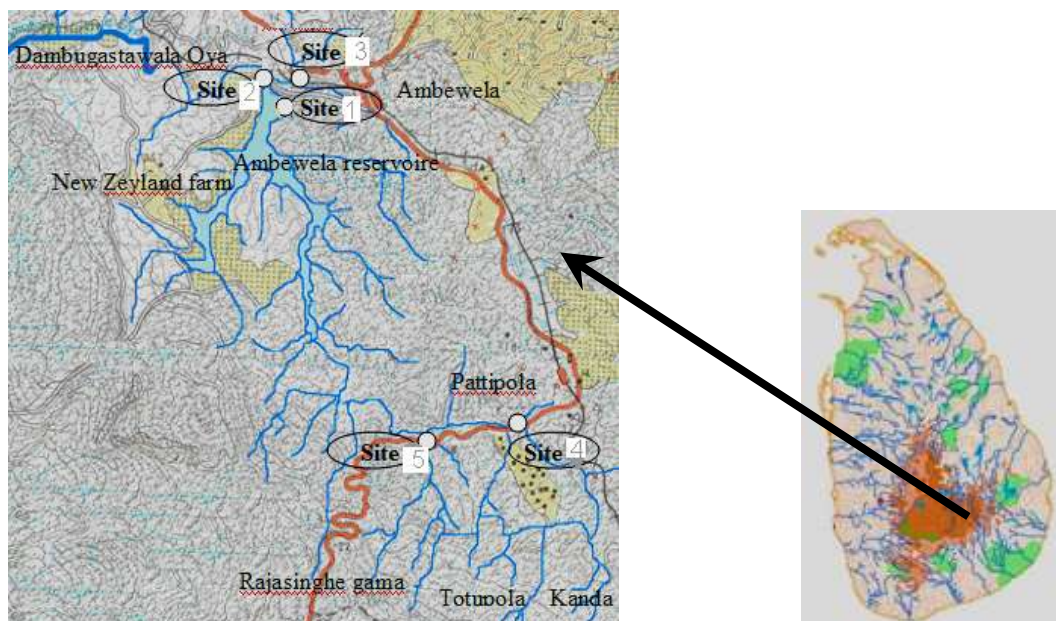 Dambugastawala Oya
Site 3
Site 2
Ambewela
Site 1
Ambewela reservoire
New Zeyland farm
Pattipola
Site 5
Site 4
Rajasinghe gama
Totupola Kanda